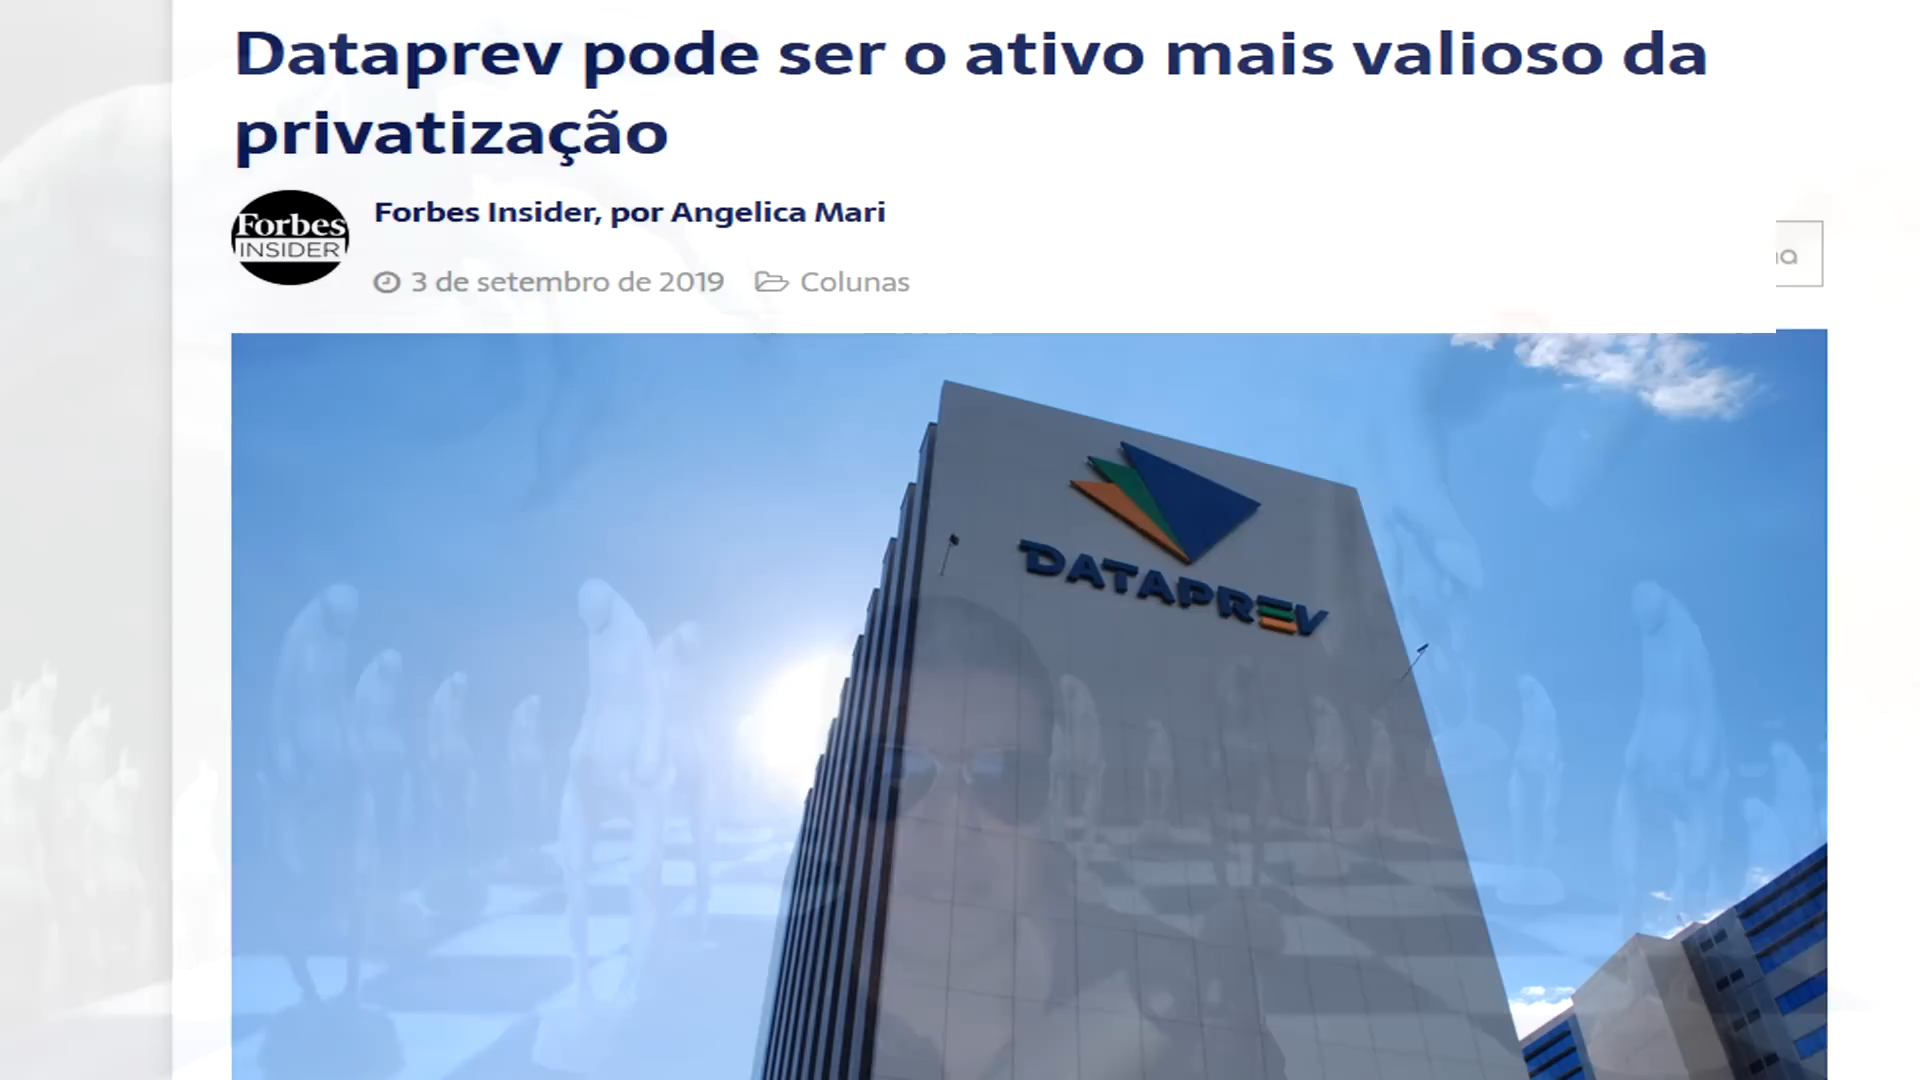 Dataprev pode ser o ativo mais valioso da
privatização
Forbes
INSIDER
Forbes Insider, por Angelica Mari
3 de setembro de 2019 Colunas
DATAPREV